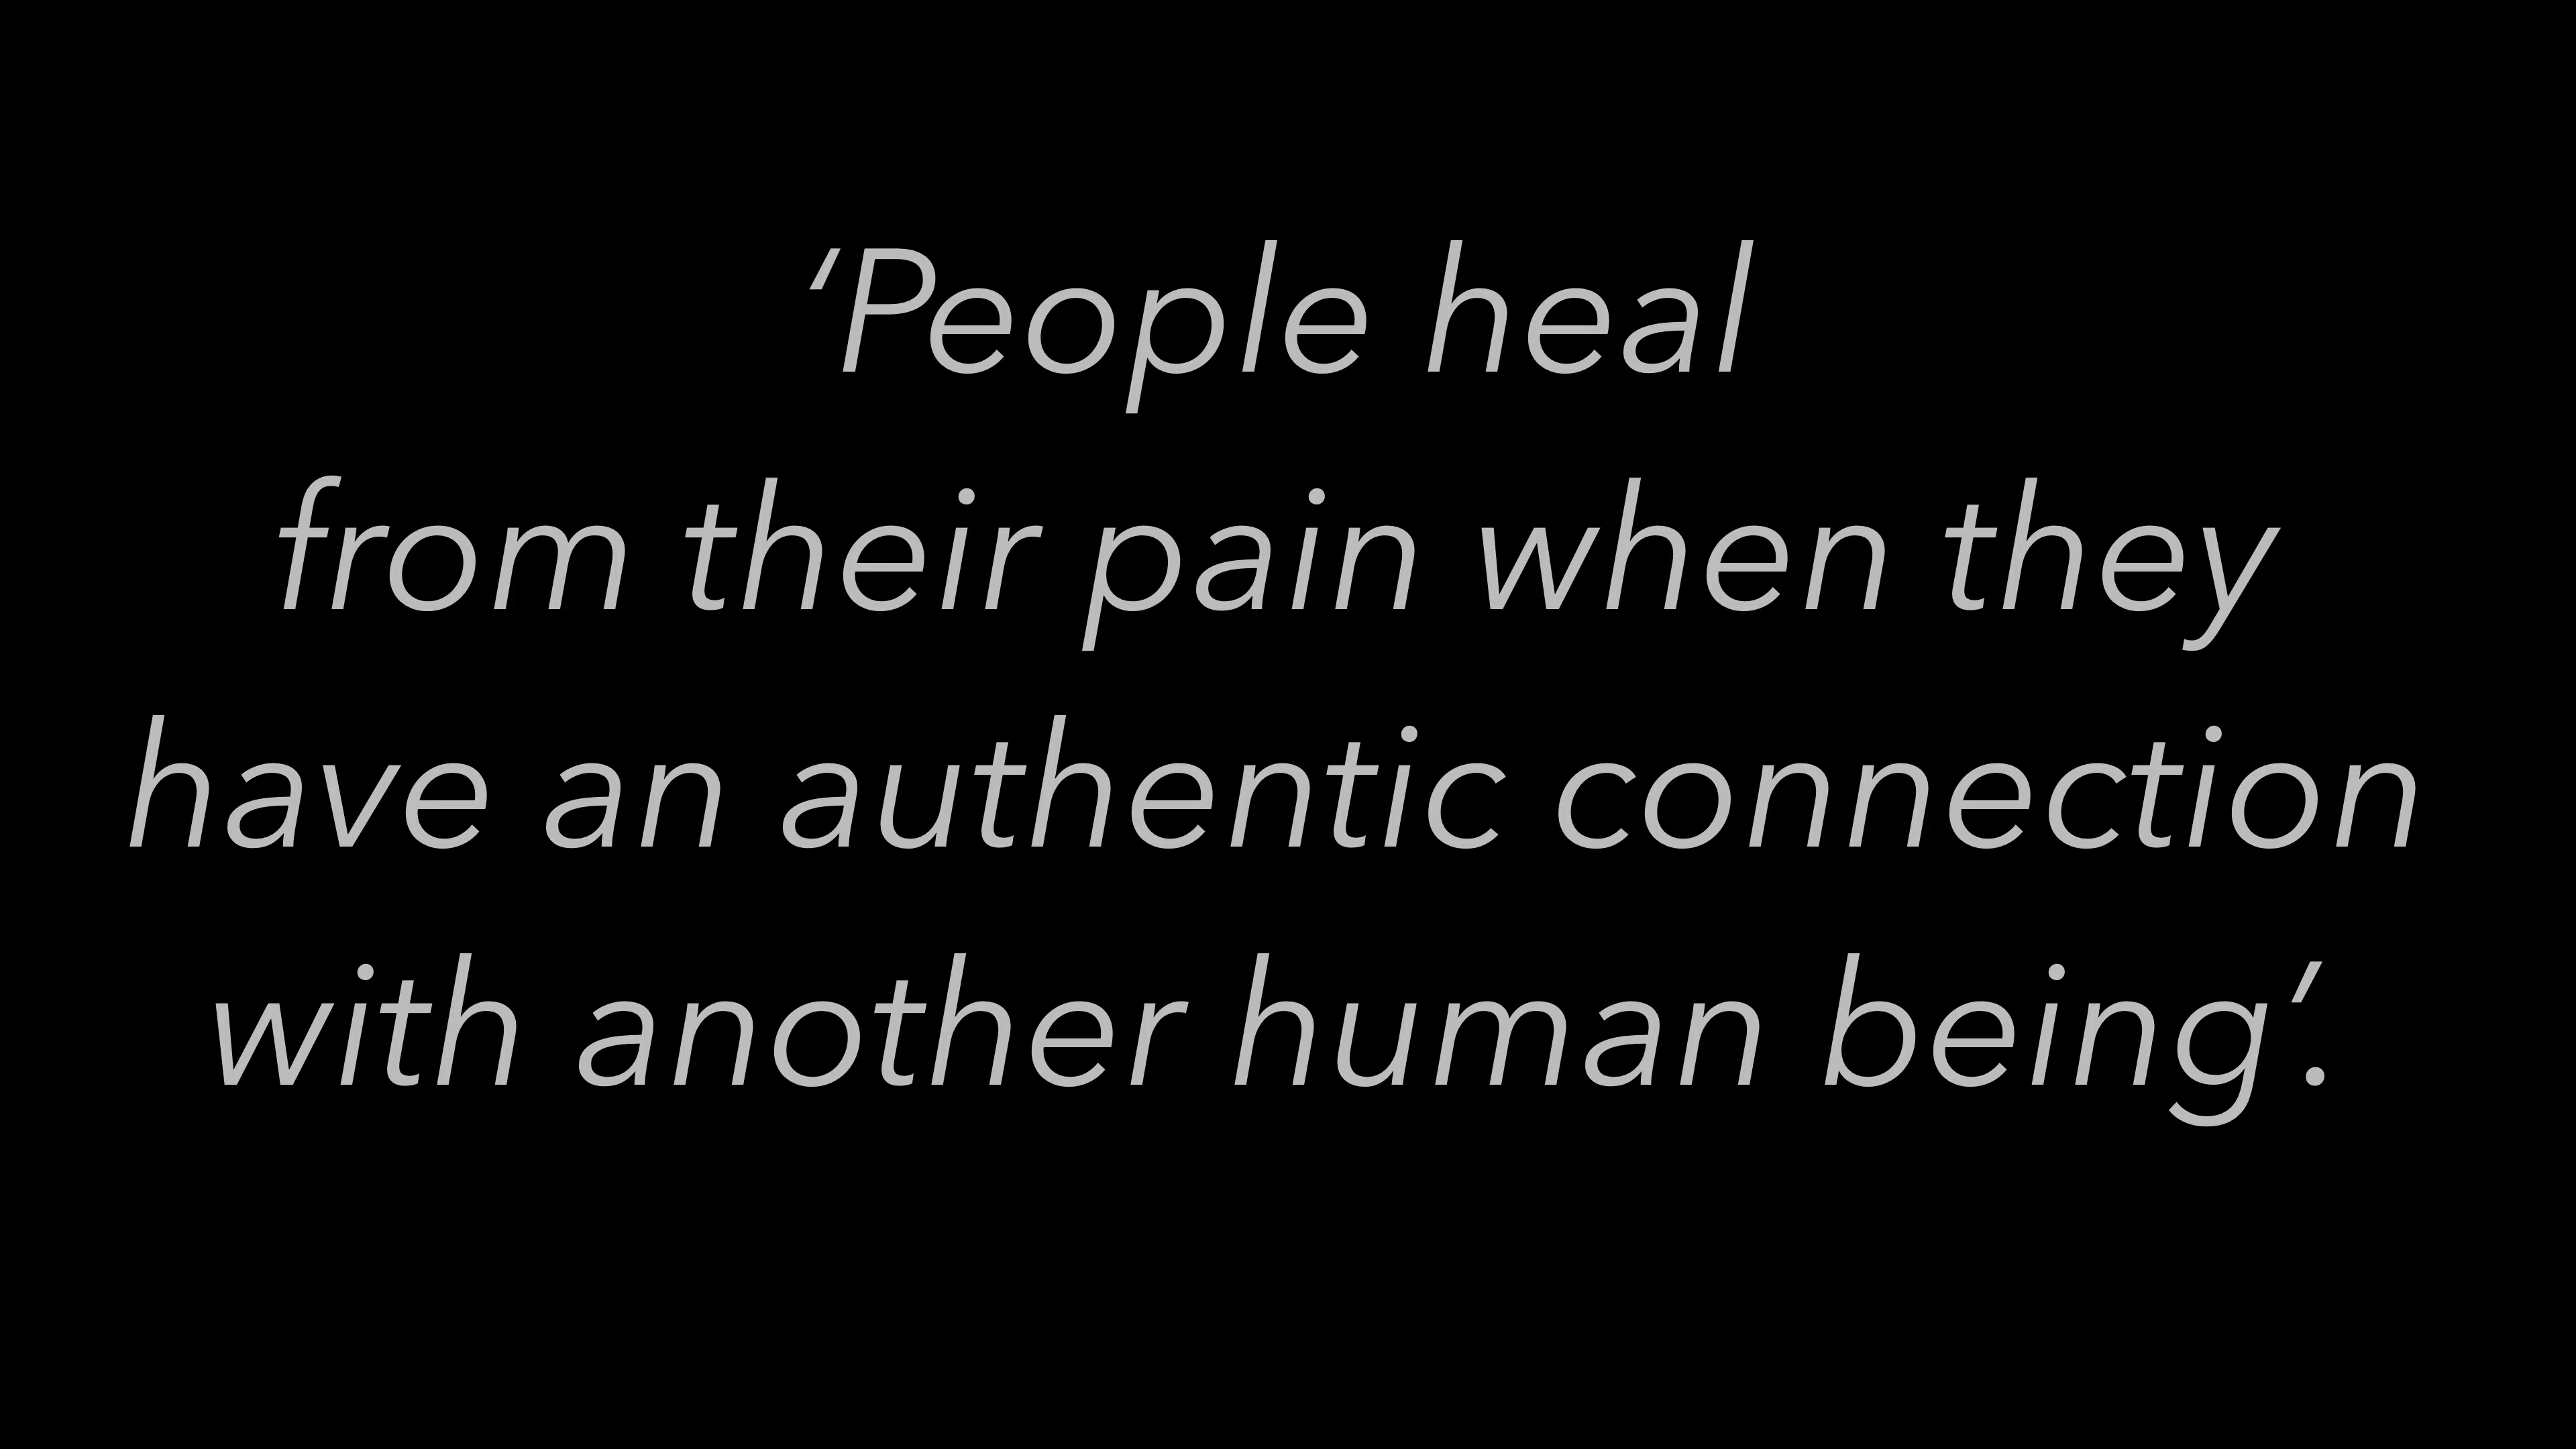 ‘People heal
from their pain when they
have an authentic connection
with another human being’.